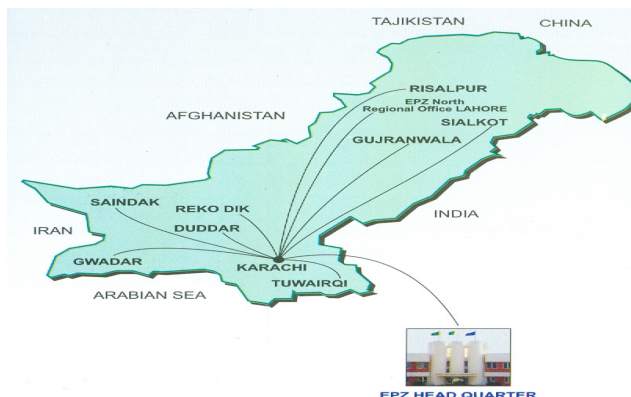 TAJIKISTAN
CHINA
RISALPUR
EPZ North
Regional Office LAHORE
AFGHANISTAN
SIALKOT
GUJRANWALA
SAINDAK
REKO DIK
INDIA
IRAN
DUDDAR
GWADAR
KARACHI
TUWAIRQI
ARABIAN SEA
EPZ HEAD QUARTER